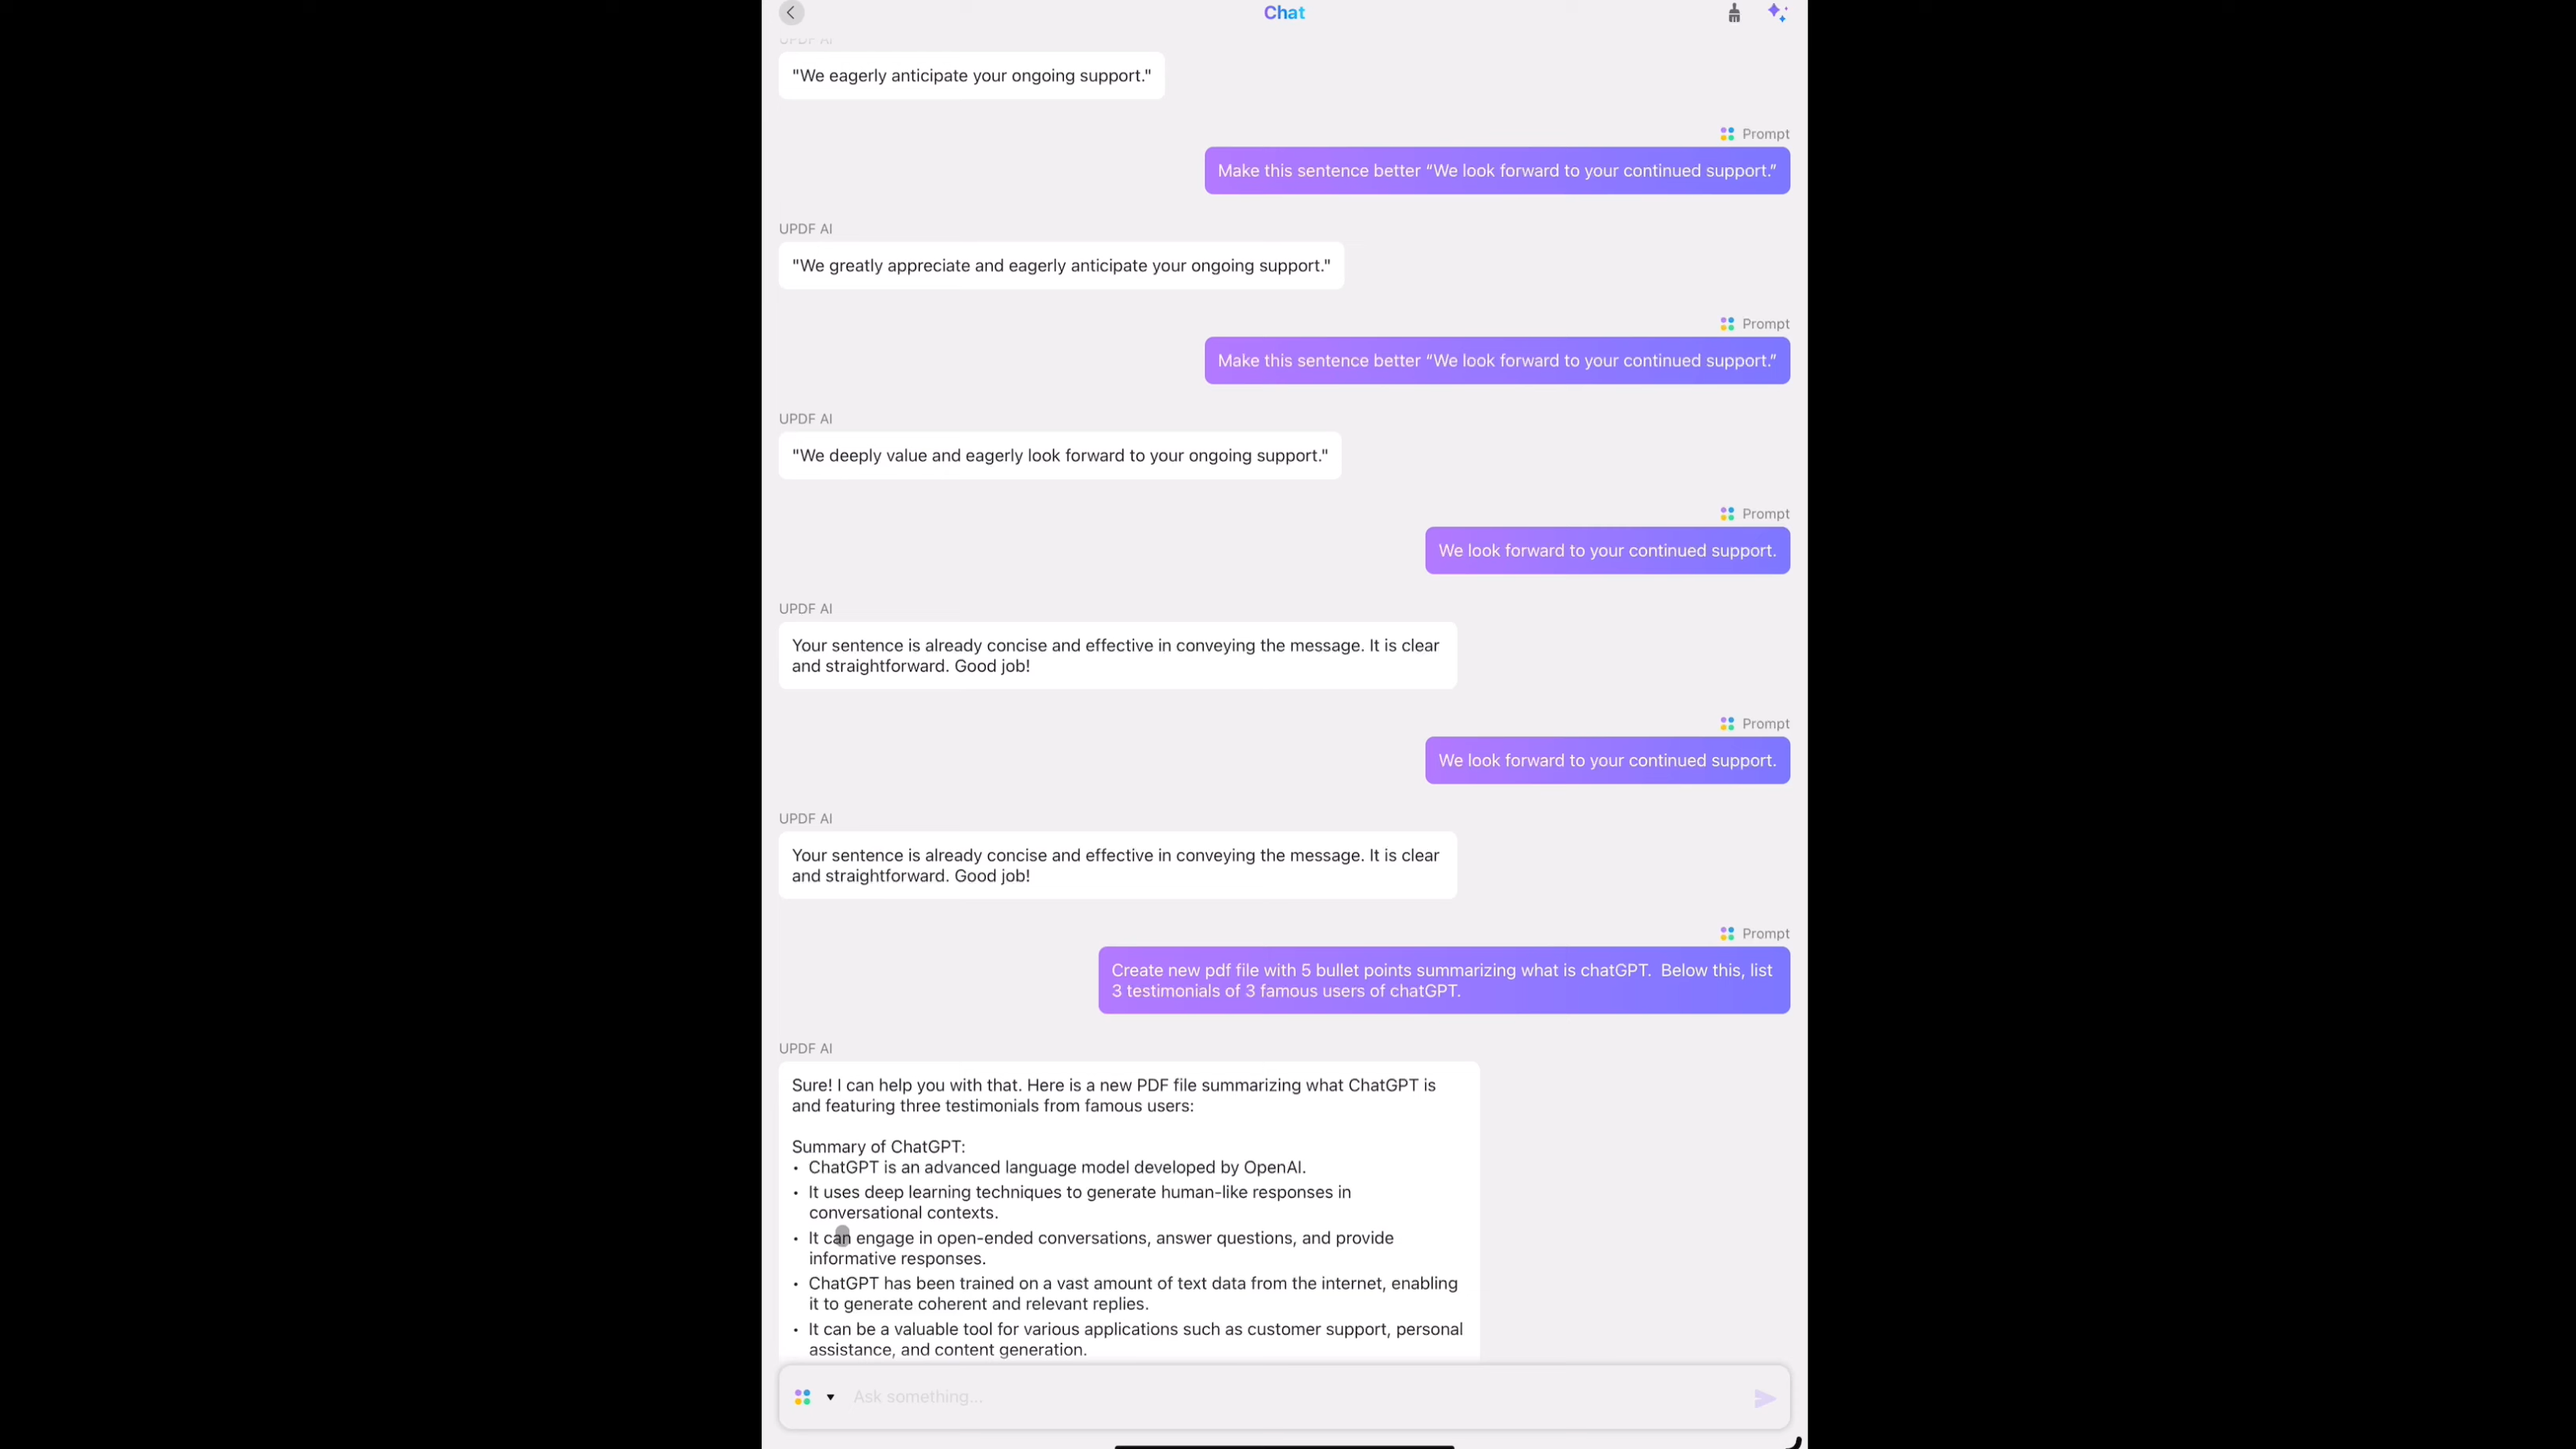 Chat
UPDF AI
"We eagerly anticipate your ongoing support."
Prompt
Make this sentence better “We look forward to your continued support.”
UPDF AI
"We greatly appreciate and eagerly anticipate your ongoing support."
Prompt
Make this sentence better “We look forward to your continued support.”
UPDF AI
"We deeply value and eagerly look forward to your ongoing support."
Prompt
We look forward to your continued support.
UPDF AI
Your sentence is already concise and effective in conveying the message. It is clear
and straightforward. Good job!
Prompt
We look forward to your continued support.
UPDF AI
Your sentence is already concise and effective in conveying the message. It is clear
and straightforward. Good job!
Prompt
Create new pdf file with 5 bullet points summarizing what is chatGPT.  Below this, list
3 testimonials of 3 famous users of chatGPT.
UPDF AI
Sure! I can help you with that. Here is a new PDF file summarizing what ChatGPT is
and featuring three testimonials from famous users:
Summary of ChatGPT:
• ChatGPT is an advanced language model developed by OpenAI.
• It uses deep learning techniques to generate human-like responses in
conversational contexts.
• It can engage in open-ended conversations, answer questions, and provide
informative responses.
• ChatGPT has been trained on a vast amount of text data from the internet, enabling
it to generate coherent and relevant replies.
• It can be a valuable tool for various applications such as customer support, personal
assistance, and content generation.
Ask something...